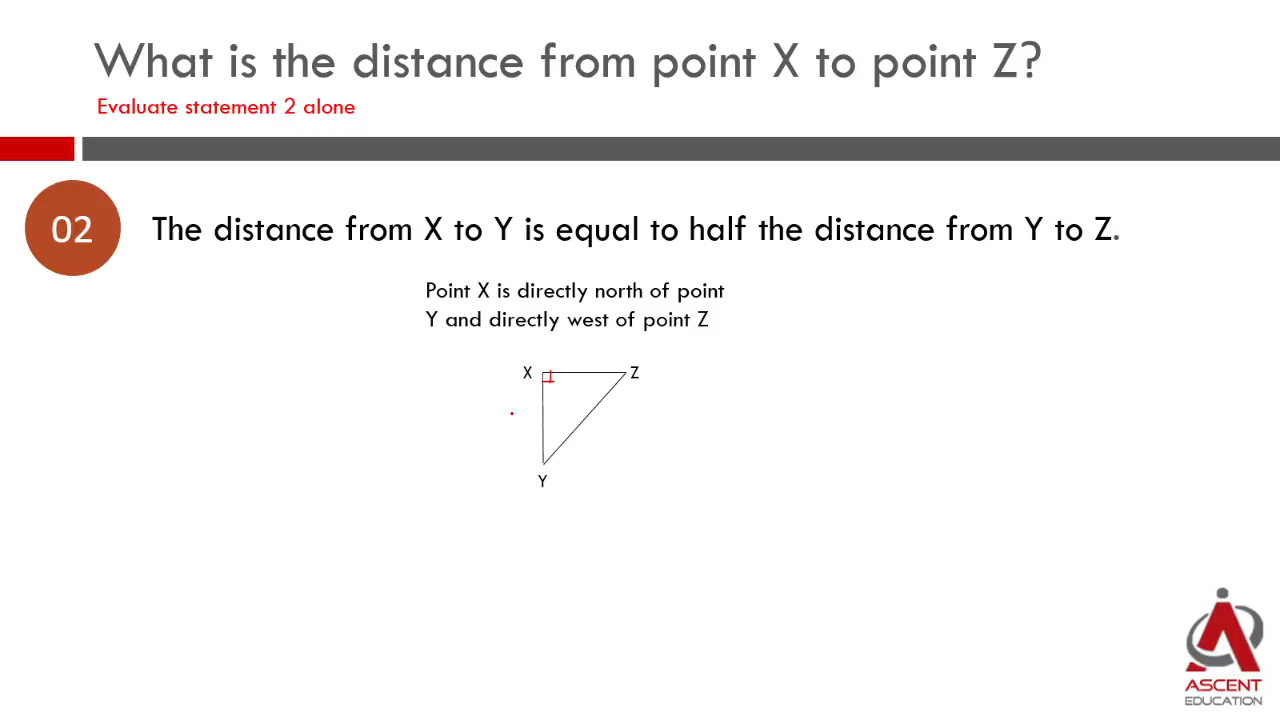 What is the distance from point X to point Z?
Evaluate statement 2 alone
02
The distance from X to Y is equal to half the distance from Y to Z.
Point X is directly north of point
Y and directly west of point Z
X
Z
Y
ASCENT
EDUCATION